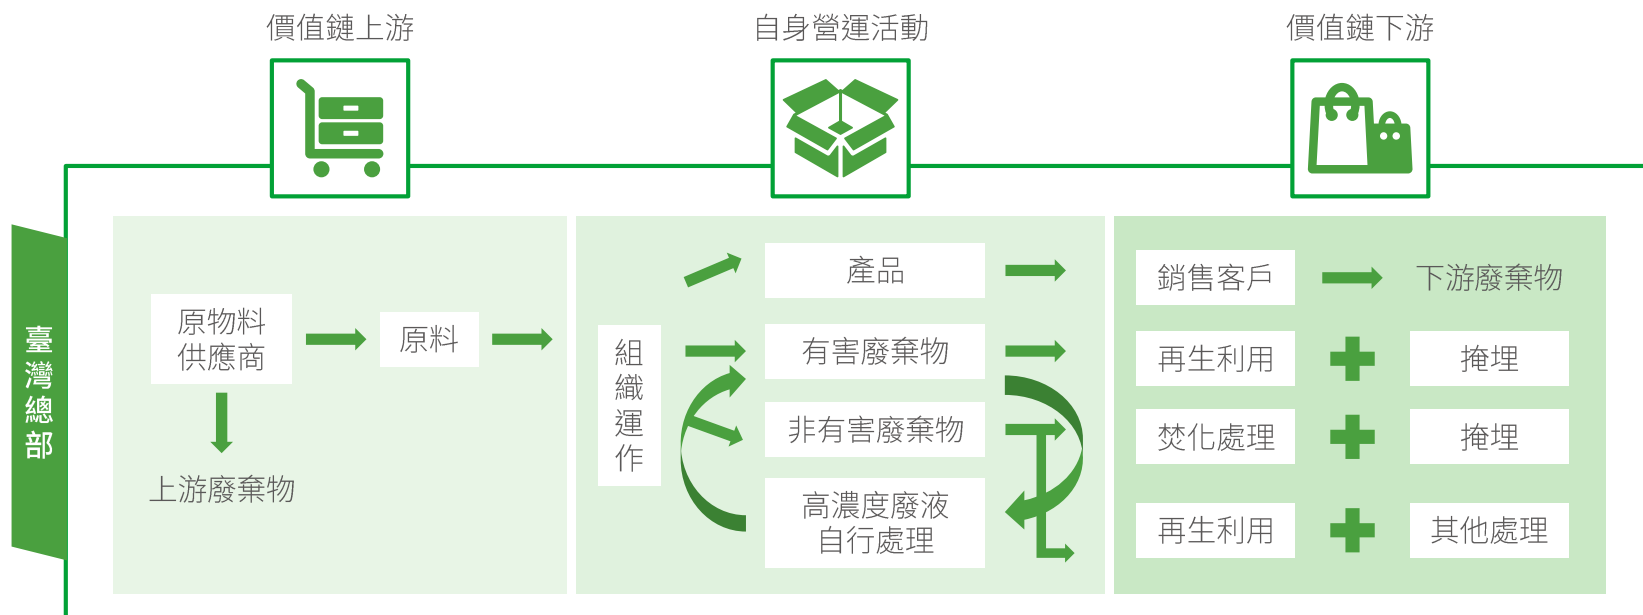 價值鏈上游
自身營運活動
價值鏈下游
臺灣總部
原物料
供應商
原料
上游廢棄物
組織運作
產品
有害廢棄物
非有害廢棄物
高濃度廢液
自行處理
銷售客戶
下游廢棄物
再生利用
掩埋
焚化處理
掩埋
再生利用
其他處理